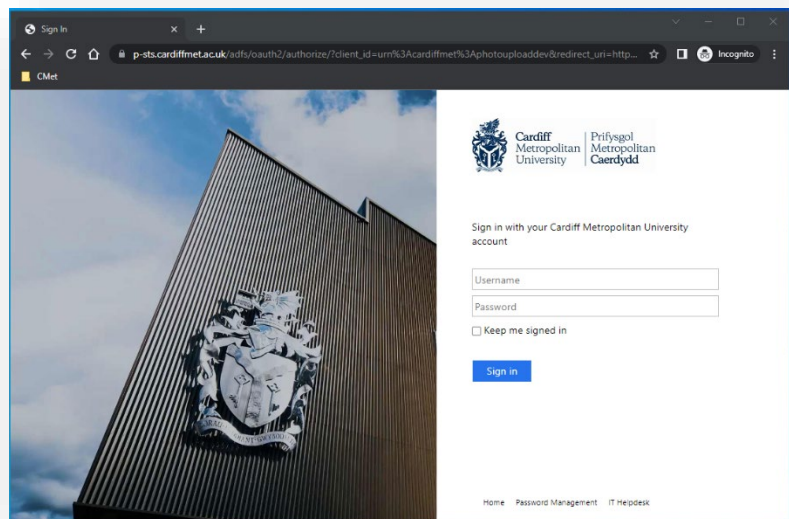 Sign In
p-sts.cardiffmet.ac.uk/adfs/oauth2/authorize/?client_id=urn%3Acardiffmet%3Aphotouploaddev&redirect_uri=http...
Incognito
CMet
Cardiff
Metropolitan
University
Prifysgol
Metropolitan
Caerdydd
Sign in with your Cardiff Metropolitan University
account
Username
Password
Keep me signed in
Sign in
Home Password Management IT Helpdesk